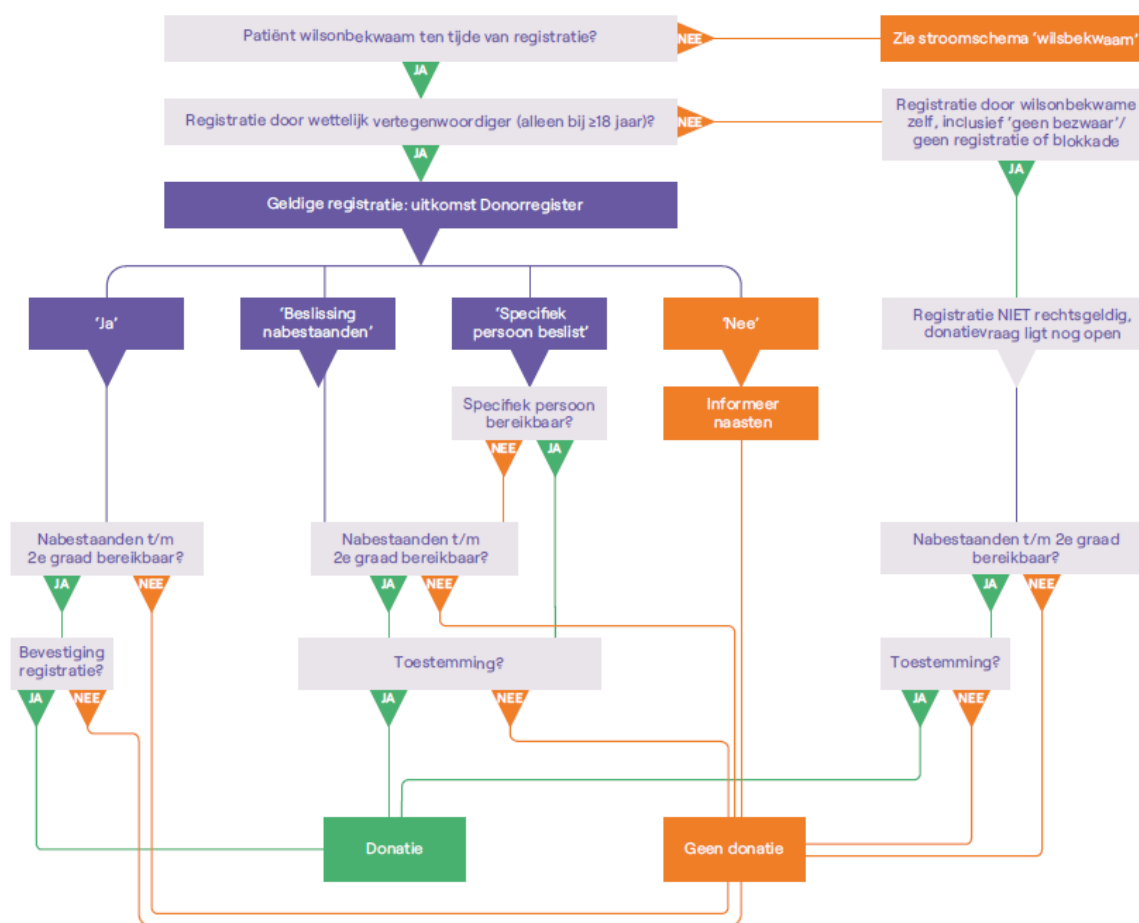 Patiënt wilsonbekwaam ten tijde van registratie?
NEE
Zie stroomschema ‘wilsbekwaam’
JA
Registratie door wettelijk vertegenwoordiger (alleen bij ≥18 jaar)?
NEE
Registratie door wilsonbekwame
zelf, inclusief ‘geen bezwaar’/
geen registratie of blokkade
JA
JA
Geldige registratie: uitkomst Donorregister
‘Ja’
‘Beslissing
nabestaanden’
‘Specifiek
persoon beslist’
‘Nee’
Registratie NIET rechtsgeldig,
donatievraag ligt nog open
Specifiek persoon
bereikbaar?
Informeer
naasten
NEE
JA
Nabestaanden t/m
2e graad bereikbaar?
Nabestaanden t/m
2e graad bereikbaar?
Nabestaanden t/m 2e graad
bereikbaar?
JA
NEE
JA
NEE
JA
NEE
Bevestiging
registratie?
Toestemming?
Toestemming?
JA
NEE
JA
NEE
JA
NEE
Donatie
Geen donatie